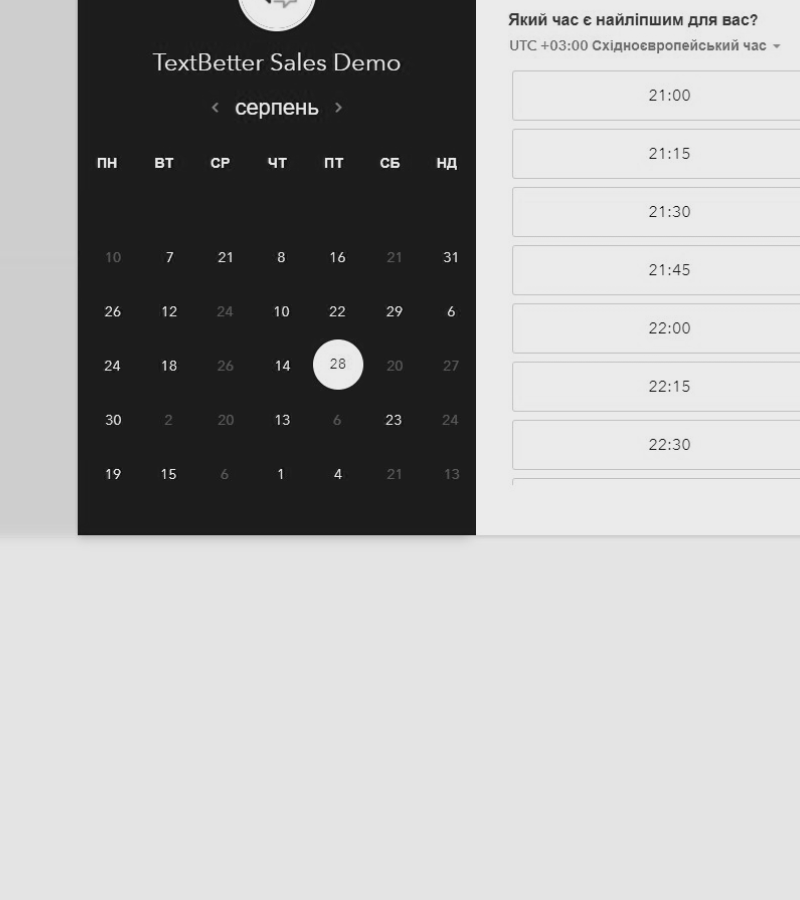 TextBetter Sales Demo
‹ серпень ›
ПН ВТ СР ЧТ ПТ СБ НД
10 7 21 8 16 21 31
26 12 24 10 22 29 6
24 18 26 14 28 20 27
30 2 20 13 6 23 24
19 15 6 1 4 21 13
Який час є найліпшим для вас?
UTC +03:00 Східноєвропейський час
21:00
21:15
21:30
21:45
22:00
22:15
22:30